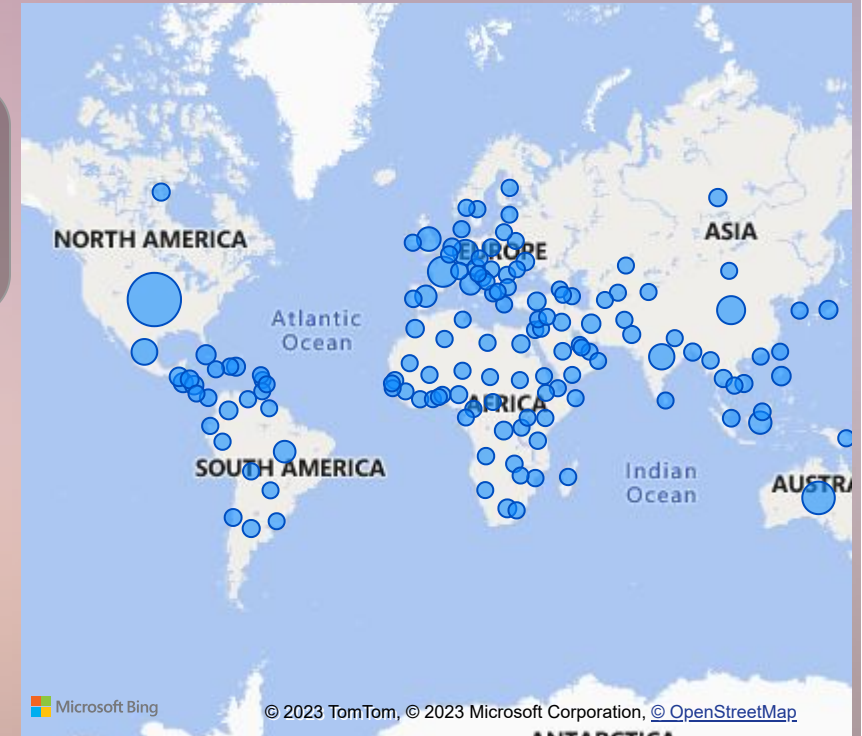 NORTH AMERICA
ASIA
EUROPE
Atlantic
Ocean
AFRICA
SOUTH AMERICA
Indian
Ocean
AUSTRA
Microsoft Bing
© 2023 TomTom, © 2023 Microsoft Corporation, © OpenStreetMap
ANTARCTICA